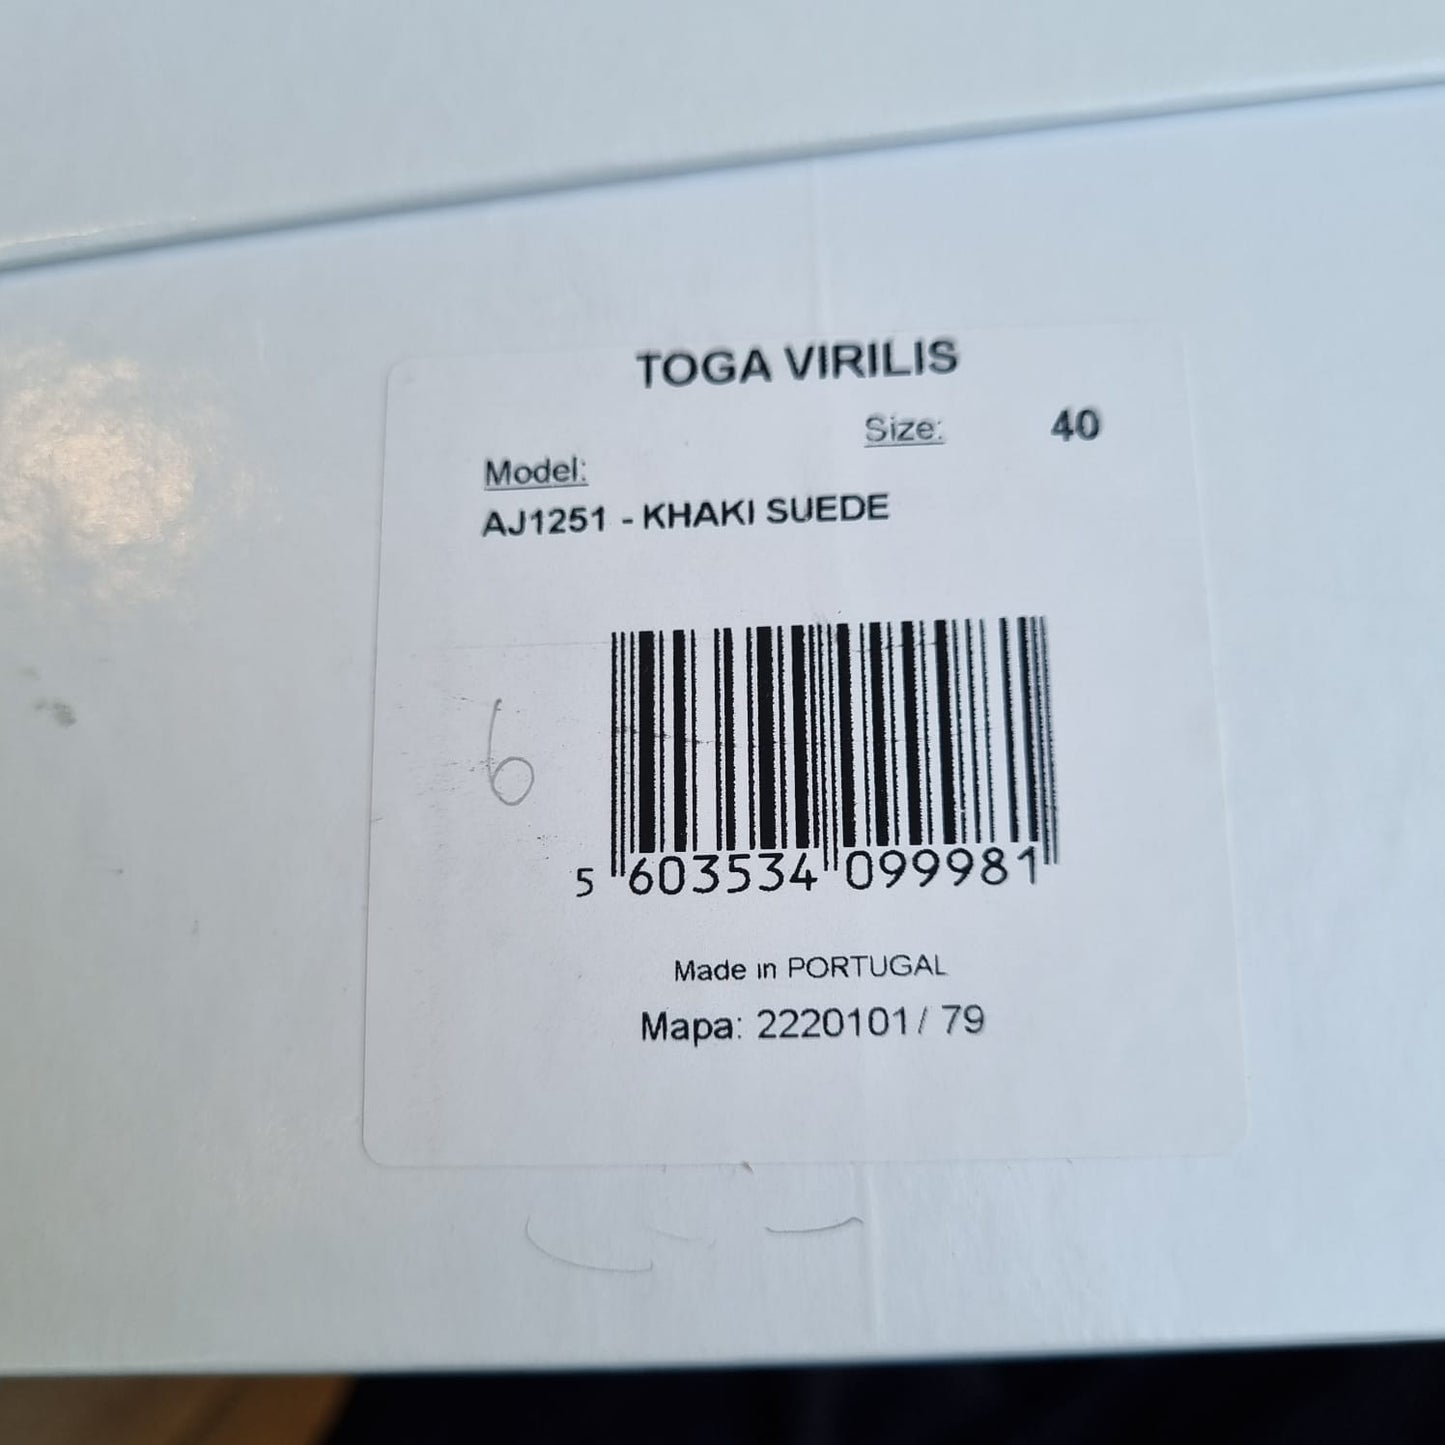 TOGA VIRILIS
Size: 40
Model:
AJ1251 - KHAKI SUEDE
6
5 603534 099981
Made in PORTUGAL
Mapa: 2220101/ 79